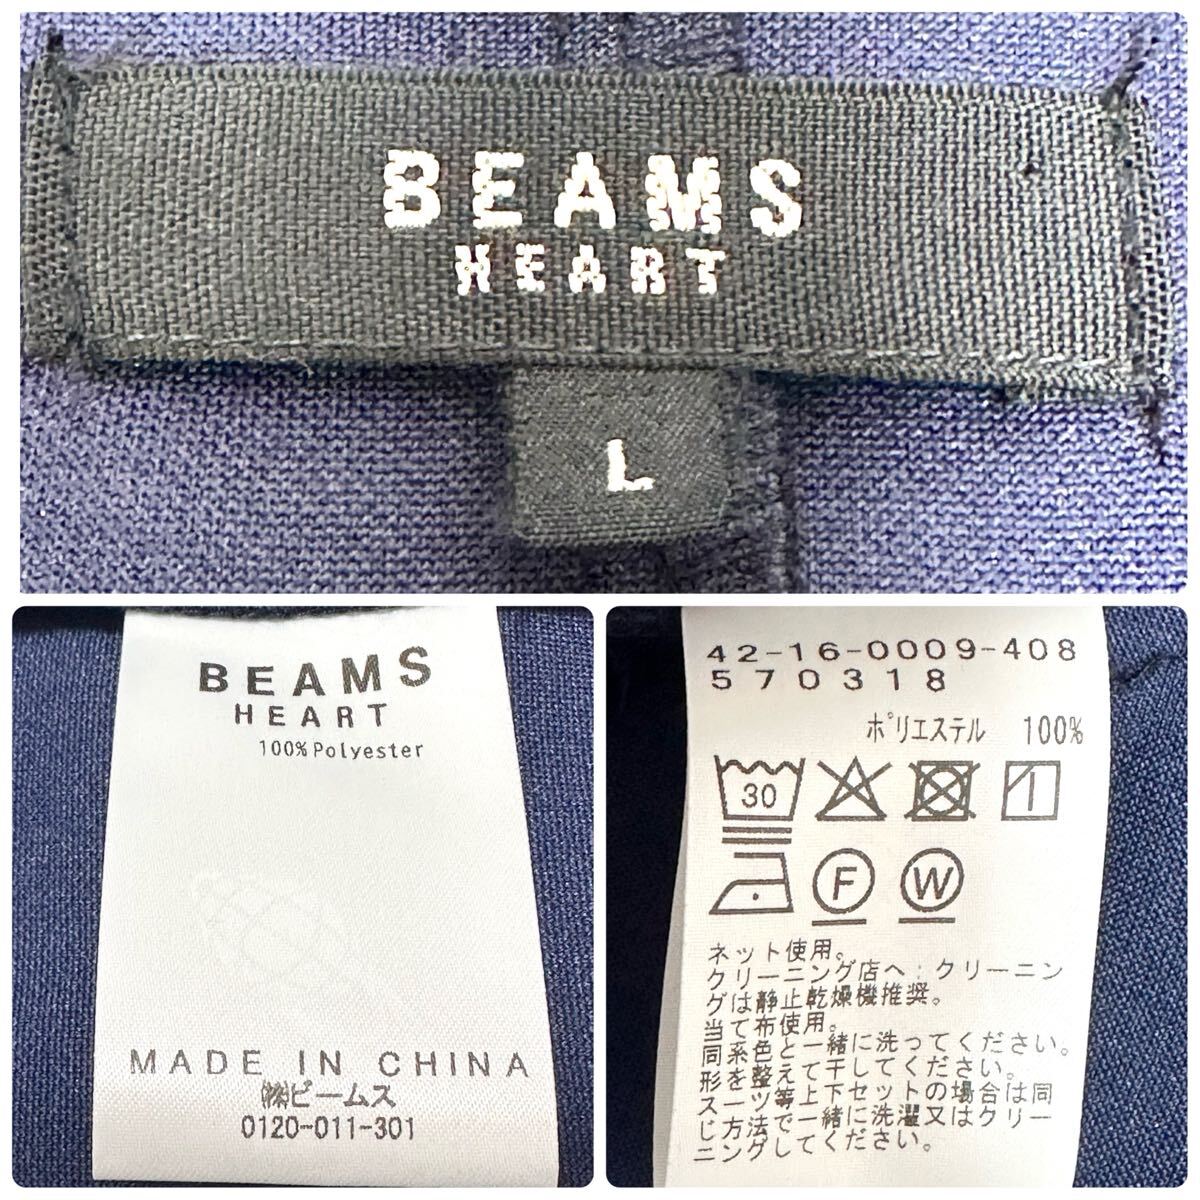 BEAMS
HEART
L
BEAMS
HEART
100% Polyester
MADE IN CHINA
㈱ビームス
0120-011-301
42-16-0009-408
570318
ポリエステル 100%
30
F W
ネット使用。
クリーニング店へ:クリーニン
グは静止乾燥機推奨。
当て布使用。
同系色と一緒に洗ってください。
形を整えて干してください。
スーツ等上下セットの場合は同
じ方法で一緒に洗濯又はクリー
ニングしてください。